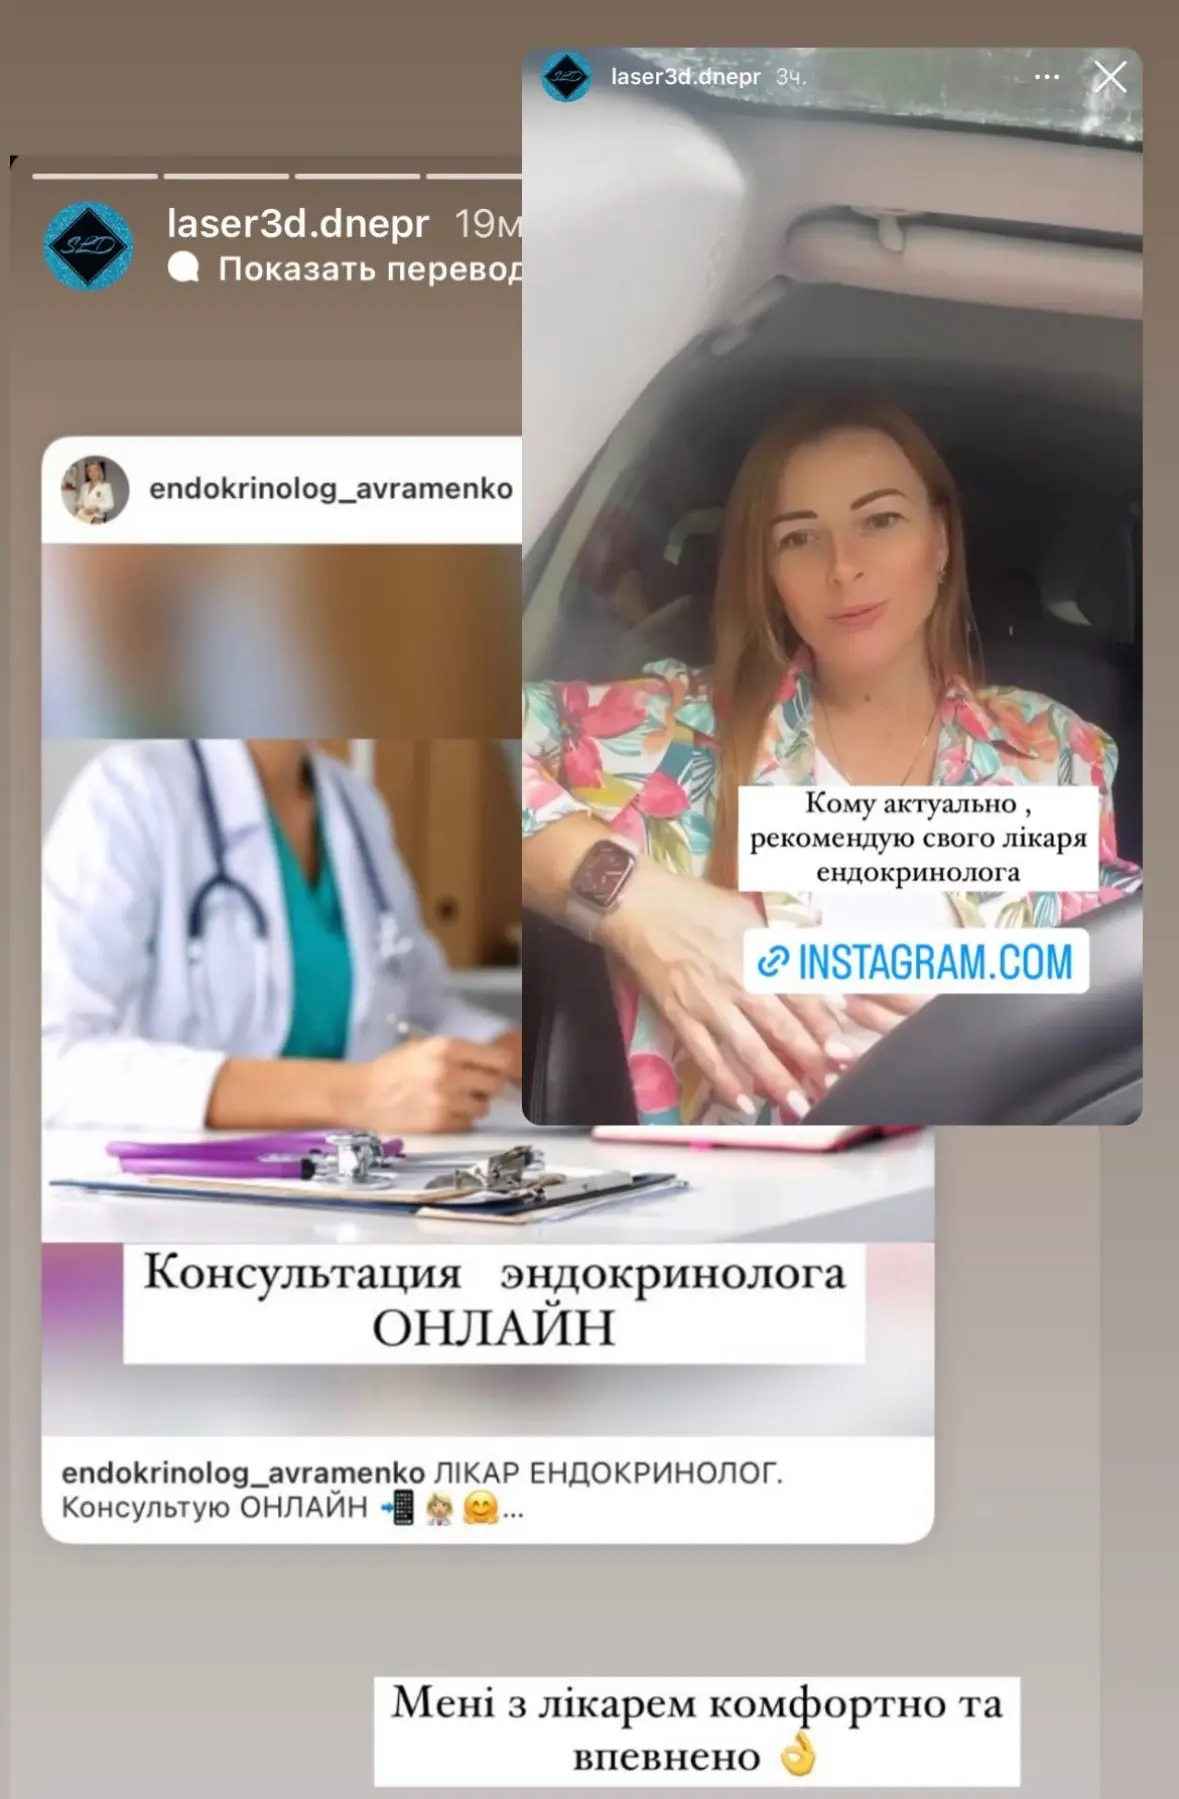 laser3d.dnepr 3ч.
laser3d.dnepr 19м
Показать перевод
endokrinolog_avramenko
Кому актуально ,
рекомендую свого лікаря
ендокринолога
INSTAGRAM.COM
Консультация эндокринолога
ОНЛАЙН
endokrinolog_avramenko ЛІКАР ЕНДОКРИНОЛОГ.
Консультую ОНЛАЙН 📲👩🏼‍⚕️🤗...
Мені з лікарем комфортно та
впевнено 👌